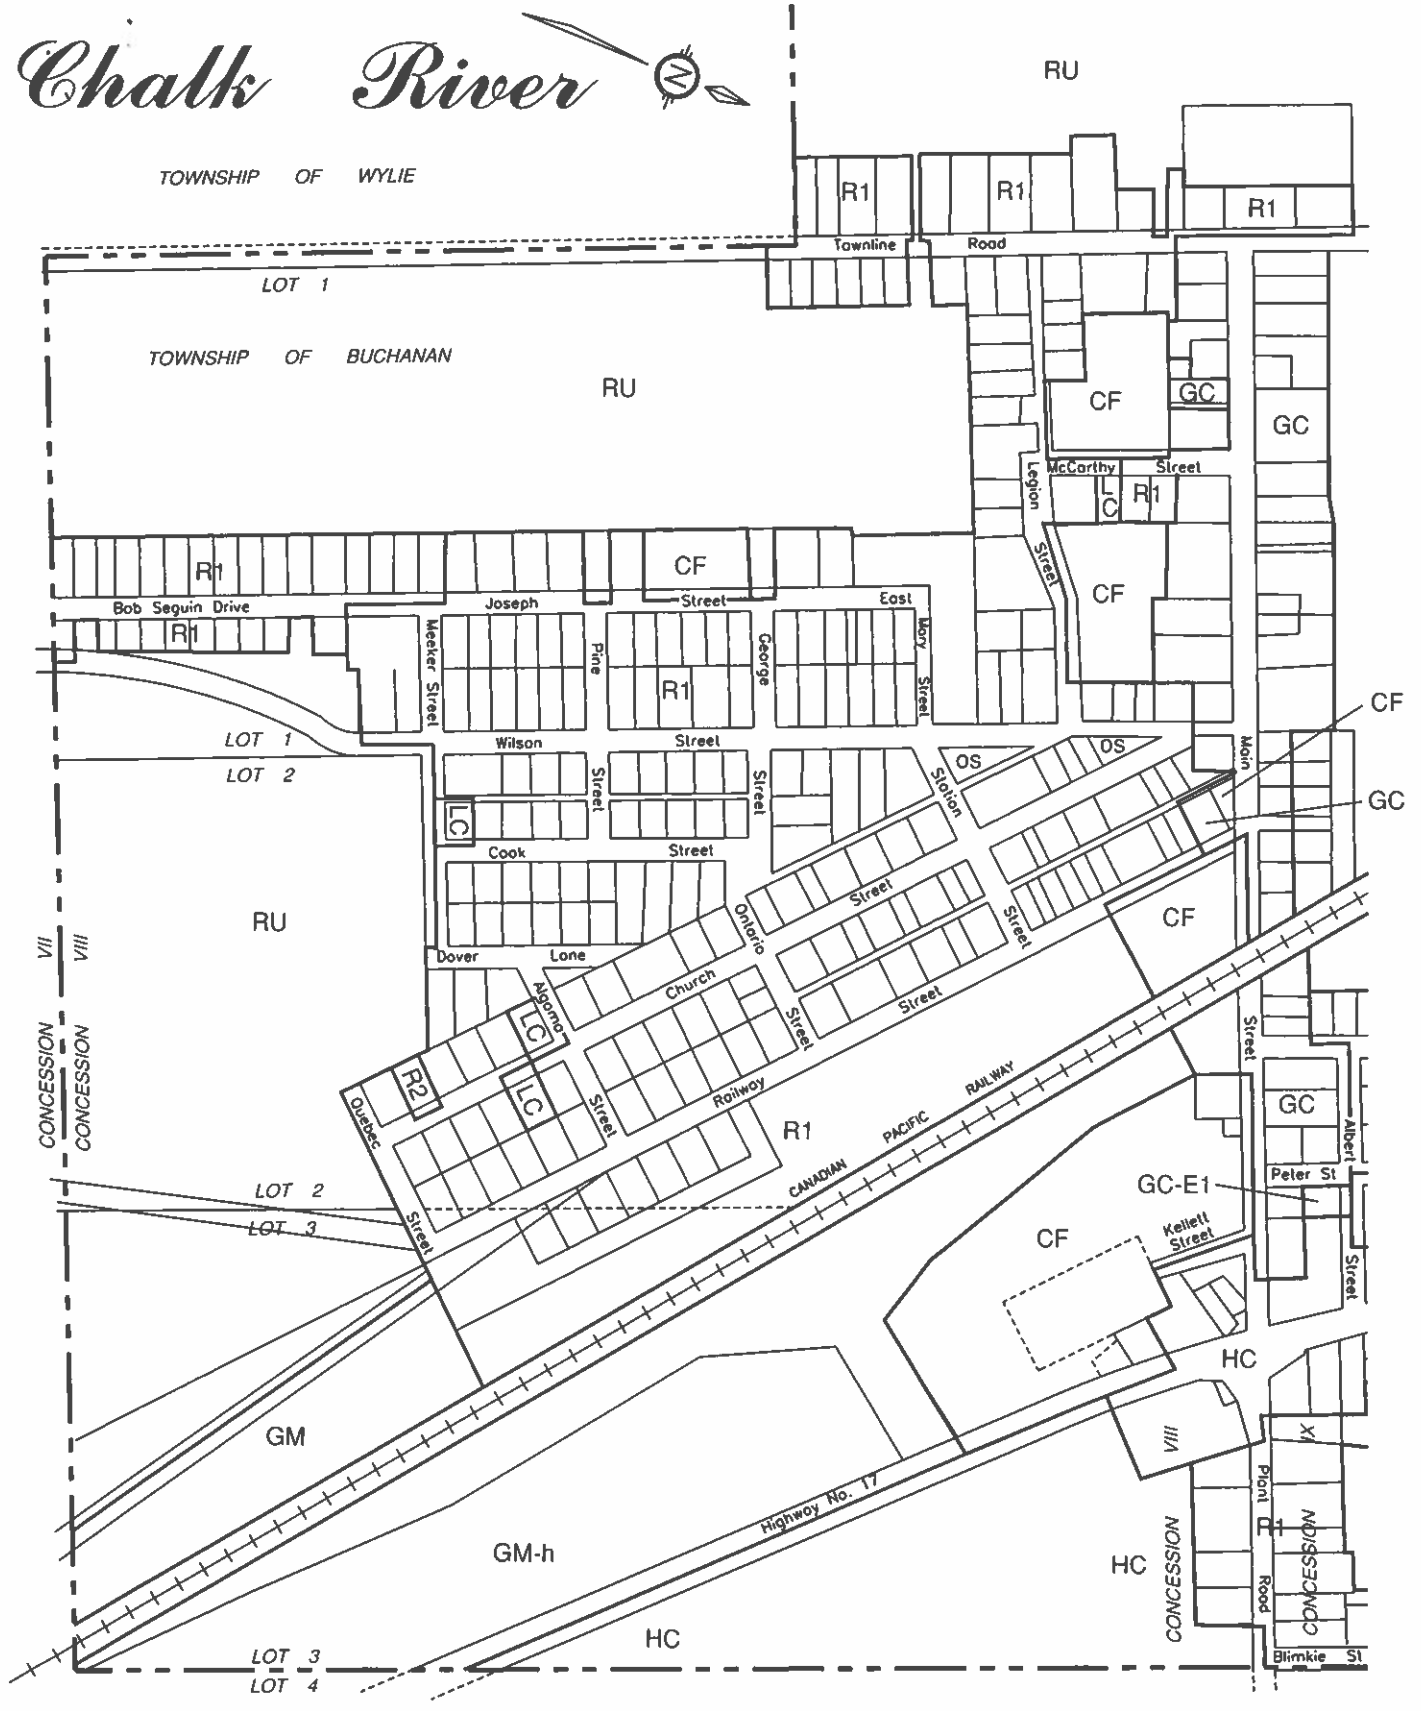 Chalk River
N
RU
TOWNSHIP OF WYLIE
R1
R1
R1
Townline Road
LOT 1
TOWNSHIP OF BUCHANAN
RU
CF
GC
GC
McCarthy Street
Legion Street
LC
R1
R1
CF
CF
Bob Seguin Drive
Joseph Street East
R1
Meeker Street
Pine Street
George Street
Mary Street
R1
CF
LOT 1
LOT 2
Wilson Street
OS
OS
Main Street
Station Street
GC
LC
Cook Street
RU
CF
Ontario Street
Church Street
Dover Lane
Algoma Street
VII
VIII
CONCESSION
CONCESSION
LC
R2
LC
Quebec Street
Railway Street
R1
CANADIAN PACIFIC RAILWAY
GC
Albert Street
Peter St
GC-E1
LOT 2
LOT 3
Kellett Street
CF
HC
GM
VIII
IX
Highway No. 17
Plant Road
R1
GM-h
HC
CONCESSION
CONCESSION
HC
LOT 3
LOT 4
Blimkie St